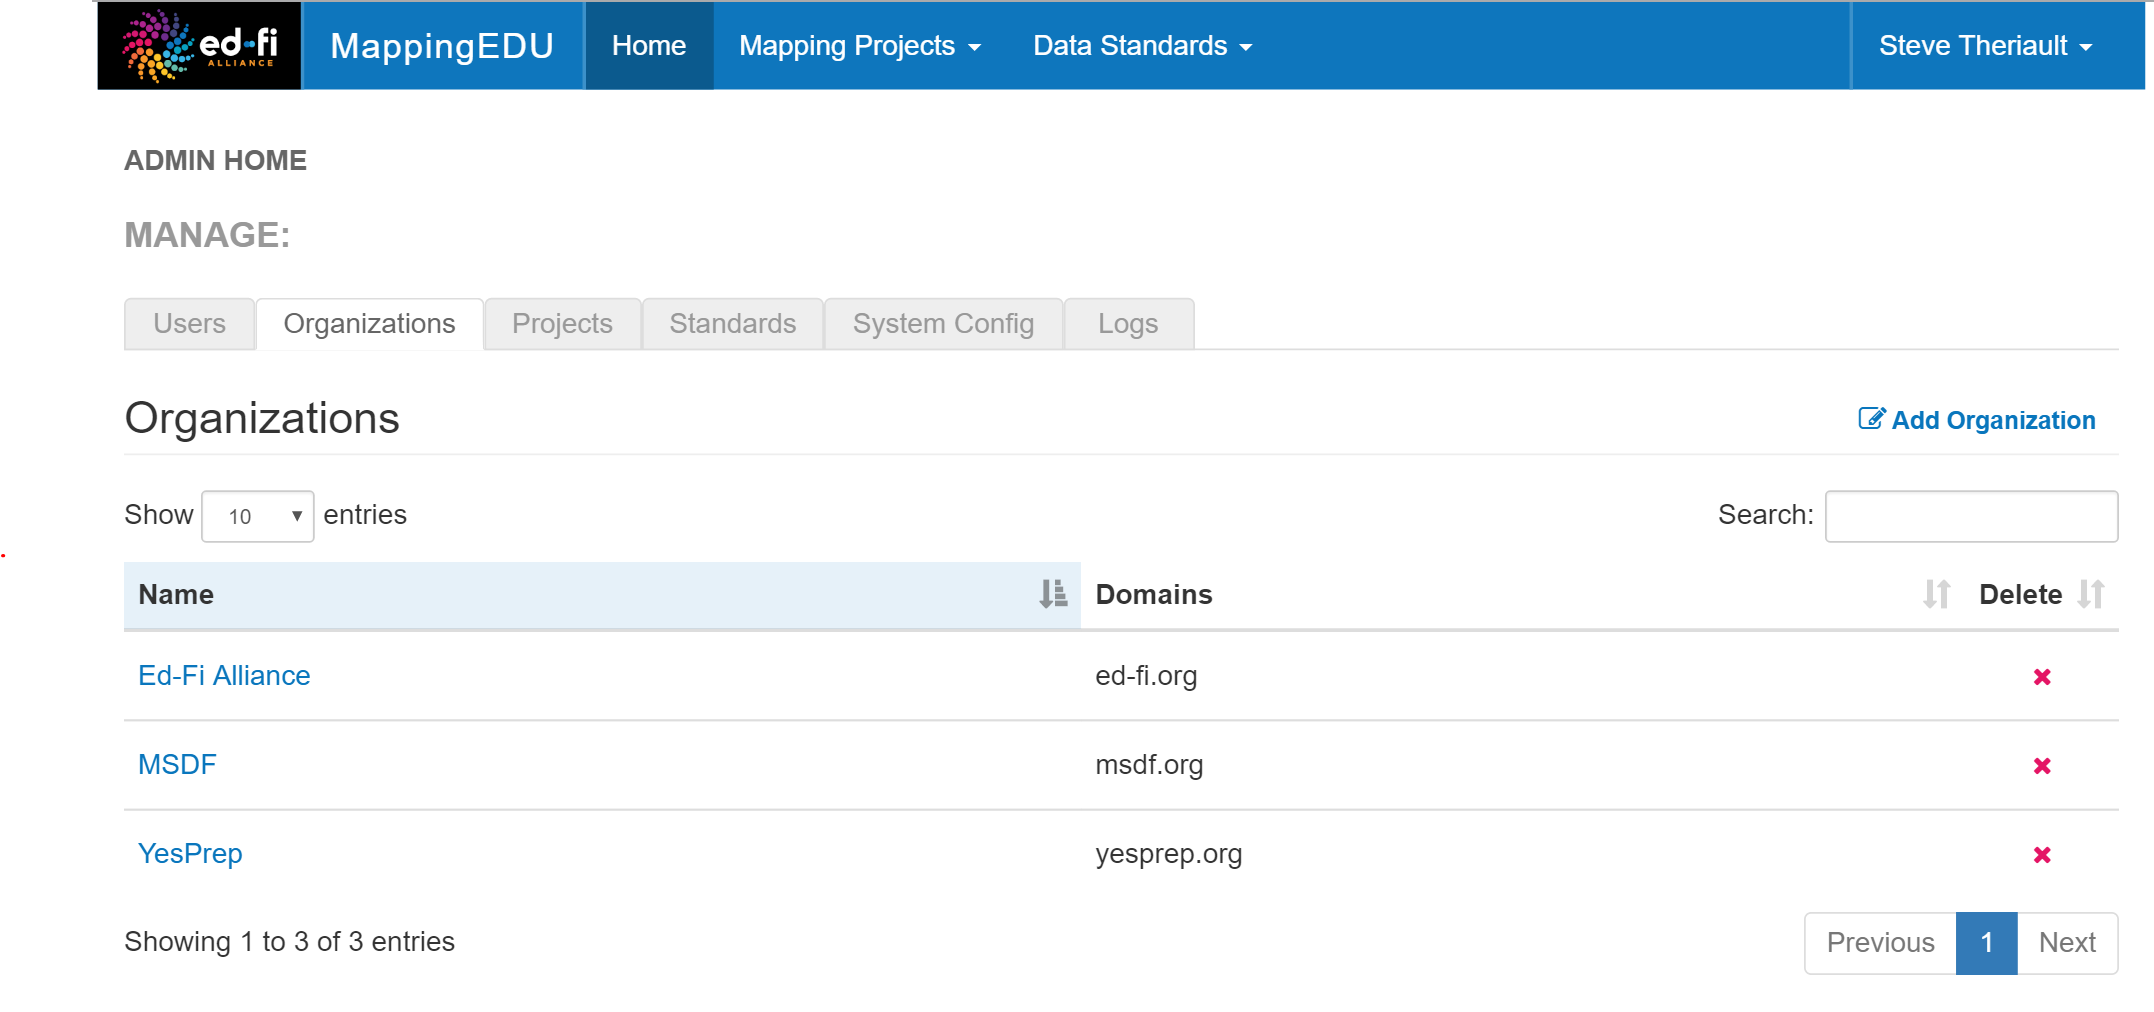 ed-fi ALLIANCE MappingEDU Home Mapping Projects Data Standards Steve Theriault
ADMIN HOME
MANAGE:
Users Organizations Projects Standards System Config Logs
Organizations Add Organization
Show 10 entries Search:
Name Domains Delete
Ed-Fi Alliance ed-fi.org
MSDF msdf.org
YesPrep yesprep.org
Showing 1 to 3 of 3 entries Previous 1 Next